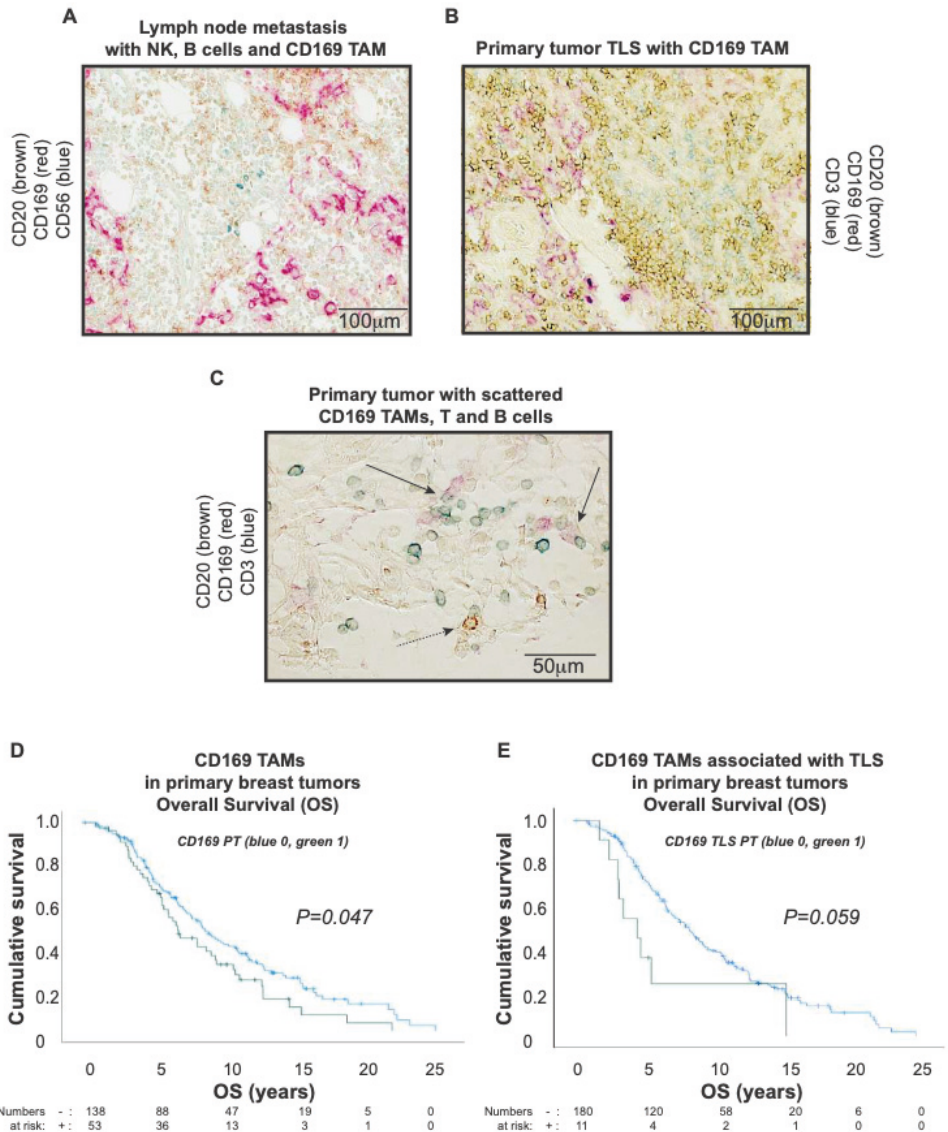 A
Lymph node metastasis
with NK, B cells and CD169 TAM
CD20 (brown)
CD169 (red)
CD56 (blue)
100µm
B
Primary tumor TLS with CD169 TAM
CD20 (brown)
CD169 (red)
CD3 (blue)
100µm
C
Primary tumor with scattered
CD169 TAMs, T and B cells
CD20 (brown)
CD169 (red)
CD3 (blue)
50µm
D
CD169 TAMs
in primary breast tumors
Overall Survival (OS)
CD169 PT (blue 0, green 1)
P=0.047
Cumulative survival
1.0
0.8
0.6
0.4
0.2
0
0 5 10 15 20 25
OS (years)
Numbers - : 138 88 47 19 5 0
at risk: + : 53 36 13 3 1 0
E
CD169 TAMs associated with TLS
in primary breast tumors
Overall Survival (OS)
CD169 TLS PT (blue 0, green 1)
P=0.059
Cumulative survival
1.0
0.8
0.6
0.4
0.2
0
0 5 10 15 20 25
OS (years)
Numbers - : 180 120 58 20 6 0
at risk: + : 11 4 2 1 0 0